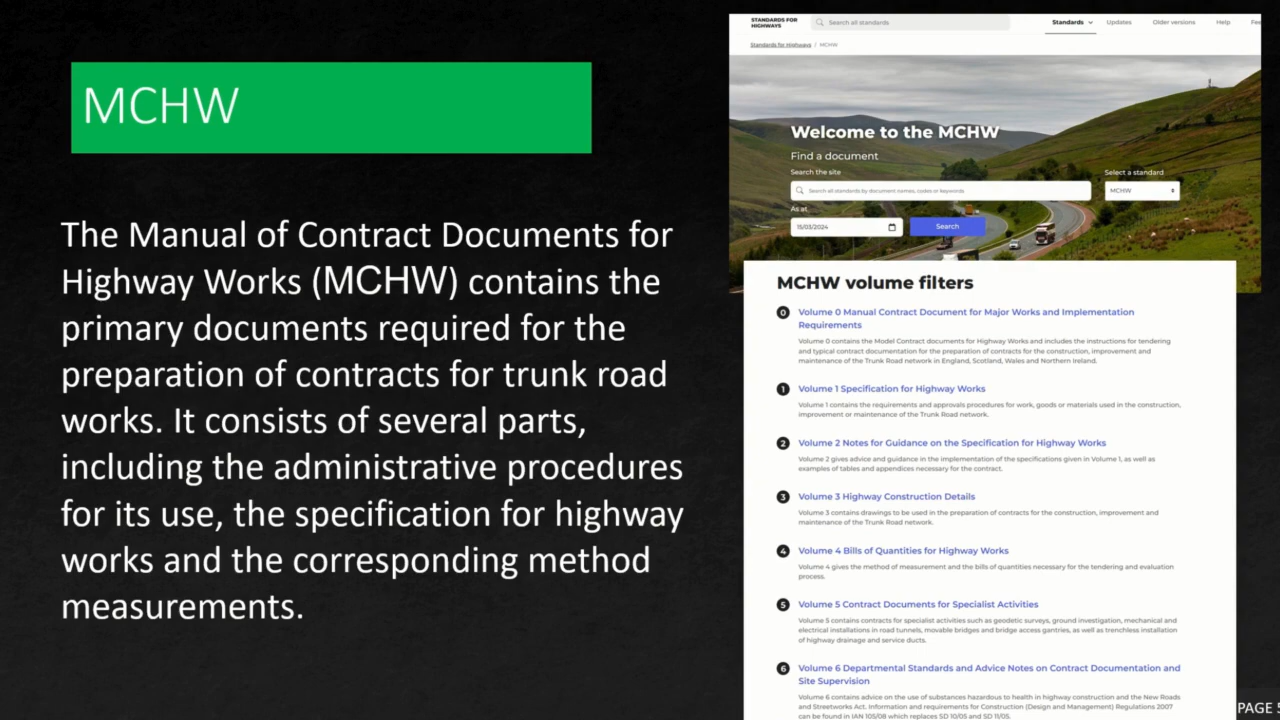 MCHW
The Manual of Contract Documents for
Highway Works (MCHW) contains the
primary documents required for the
preparation of contracts for trunk road
works. It consists of several parts,
including the administrative procedures
for its use, the specification for highway
works and the corresponding method
measurements.
STANDARDS FOR
HIGHWAYS
Search all standards
Standards
Updates
Older versions
Help
Standards for Highways / MCHW
Welcome to the MCHW
Find a document
Search the site
Select a standard
Search all standards by document names, codes or keywords
MCHW
As at
15/03/2024
Search
MCHW volume filters
0 Volume 0 Manual Contract Document for Major Works and Implementation
Requirements
Volume 0 contains the Model Contract documents for Highway Works and includes the instructions for tendering
and typical contract documentation for the preparation of contracts for the construction, improvement and
maintenance of the Trunk Road network in England, Scotland, Wales and Northern Ireland.
1 Volume 1 Specification for Highway Works
Volume 1 contains the requirements and approvals procedures for work, goods or materials used in the construction,
improvement or maintenance of the Trunk Road network.
2 Volume 2 Notes for Guidance on the Specification for Highway Works
Volume 2 gives advice and guidance in the implementation of the specifications given in Volume 1, as well as
examples of tables and appendices necessary for the contract.
3 Volume 3 Highway Construction Details
Volume 3 contains drawings to be used in the preparation of contracts for the construction, improvement and
maintenance of the Trunk Road network.
4 Volume 4 Bills of Quantities for Highway Works
Volume 4 gives the method of measurement and the bills of quantities necessary for the tendering and evaluation
process.
5 Volume 5 Contract Documents for Specialist Activities
Volume 5 contains contracts for specialist activities such as geodetic surveys, ground investigation, mechanical and
electrical installations in road tunnels, movable bridges and bridge access gantries, as well as trenchless installation
of highway drainage and service ducts.
6 Volume 6 Departmental Standards and Advice Notes on Contract Documentation and
Site Supervision
Volume 6 contains advice on the use of substances hazardous to health in highway construction and the New Roads
and Streetworks Act. Information and requirements for Construction (Design and Management) Regulations 2007
can be found in IAN 105/08 which replaces SD 10/05 and SD 11/05.
PAGE